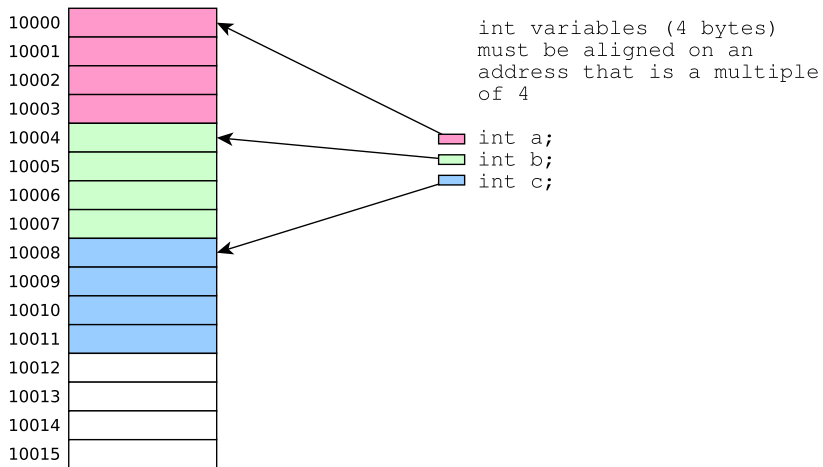 10000
10001
10002
10003
10004
10005
10006
10007
10008
10009
10010
10011
10012
10013
10014
10015
int variables (4 bytes)
must be aligned on an
address that is a multiple
of 4
int a;
int b;
int c;